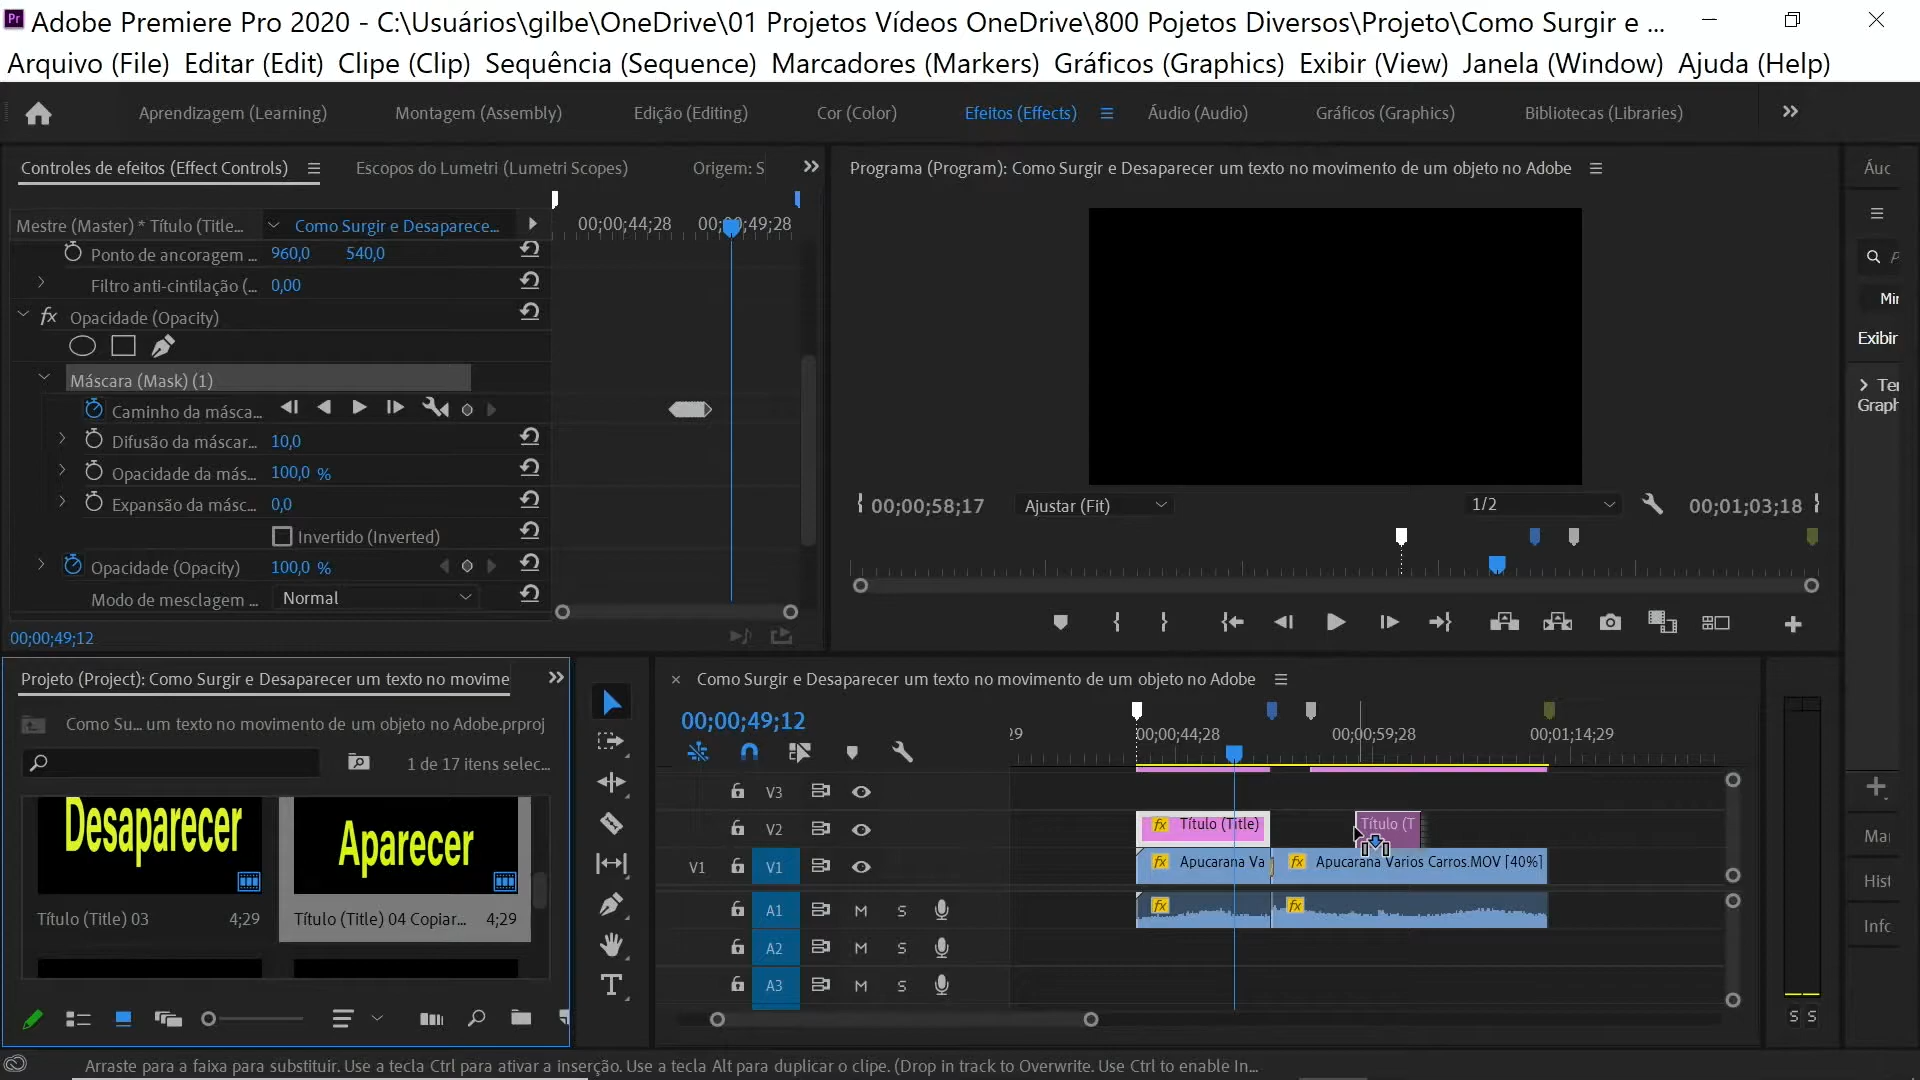 Pr Adobe Premiere Pro 2020 - C:\Usuários\gilbe\OneDrive\01 Projetos Vídeos OneDrive\800 Pojetos Diversos\Projeto\Como Surgir e ...
Arquivo (File) Editar (Edit) Clipe (Clip) Sequência (Sequence) Marcadores (Markers) Gráficos (Graphics) Exibir (View) Janela (Window) Ajuda (Help)
Aprendizagem (Learning) Montagem (Assembly) Edição (Editing) Cor (Color) Efeitos (Effects) Áudio (Audio) Gráficos (Graphics) Bibliotecas (Libraries)
Controles de efeitos (Effect Controls) Escopos do Lumetri (Lumetri Scopes) Origem: S
Programa (Program): Como Surgir e Desaparecer um texto no movimento de um objeto no Adobe
Mestre (Master) * Título (Title... Como Surgir e Desaparece... 00;00;44;28 00;00;49;28
Ponto de ancoragem ... 960,0 540,0
Filtro anti-cintilação (... 0,00
fx Opacidade (Opacity)
Máscara (Mask) (1)
Caminho da másca...
Difusão da máscar... 10,0
Opacidade da más... 100,0 %
Expansão da másc... 0,0
Invertido (Inverted)
Opacidade (Opacity) 100,0 %
Modo de mesclagem ... Normal
00;00;49;12
00;00;58;17 Ajustar (Fit) 1/2 00;01;03;18
Áuc
Min
Exibir
Ter
Graph
Mar
Hist
Info
Projeto (Project): Como Surgir e Desaparecer um texto no movime
Como Su... um texto no movimento de um objeto no Adobe.prproj
1 de 17 itens selec...
Desaparecer
Aparecer
Título (Title) 03 4;29
Título (Title) 04 Copiar... 4;29
T
× Como Surgir e Desaparecer um texto no movimento de um objeto no Adobe
00;00;49;12
29 00;00;44;28 00;00;59;28 00;01;14;29
V3
V2 fx Título (Title) Título (T
V1 V1 fx Apucarana Va fx Apucarana Varios Carros.MOV [40%]
A1 M S fx fx
A2 M S
A3 M S
S S
Arraste para a faixa para substituir. Use a tecla Ctrl para ativar a inserção. Use a tecla Alt para duplicar o clipe. (Drop in track to Overwrite. Use Ctrl to enable In...